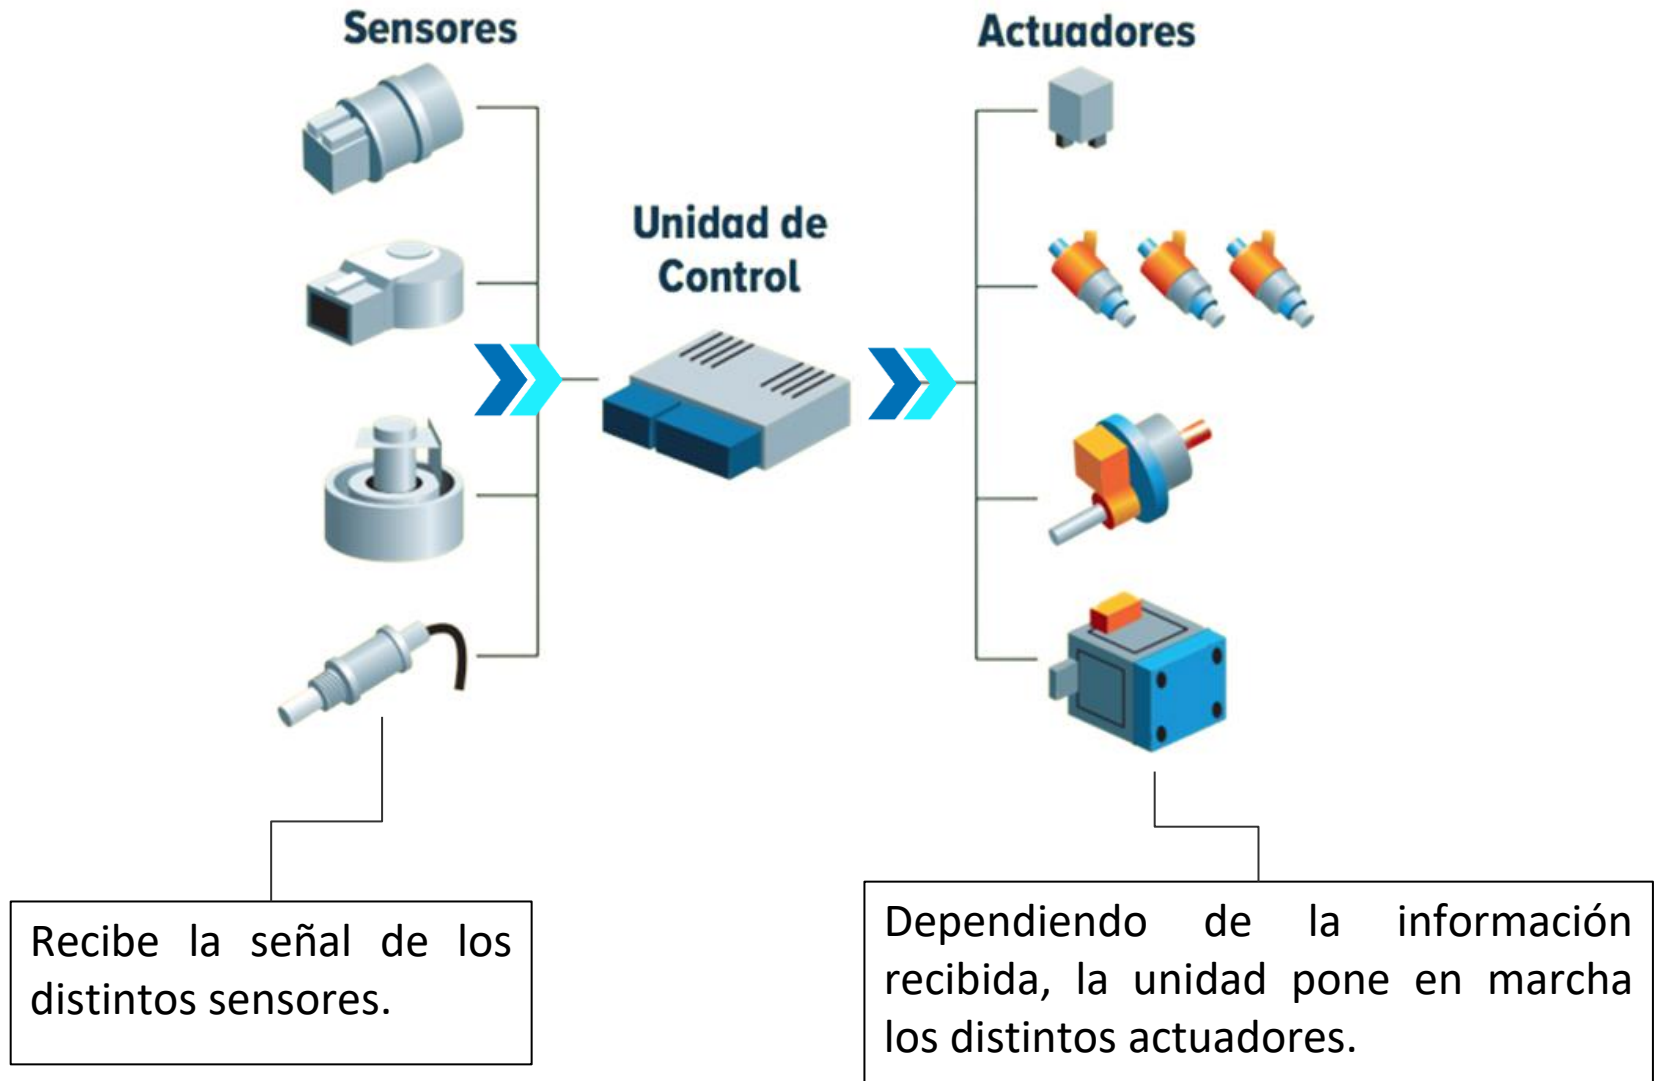 Sensores
Actuadores
Unidad de
Control
Recibe la señal de los
distintos sensores.
Dependiendo de la información
recibida, la unidad pone en marcha
los distintos actuadores.